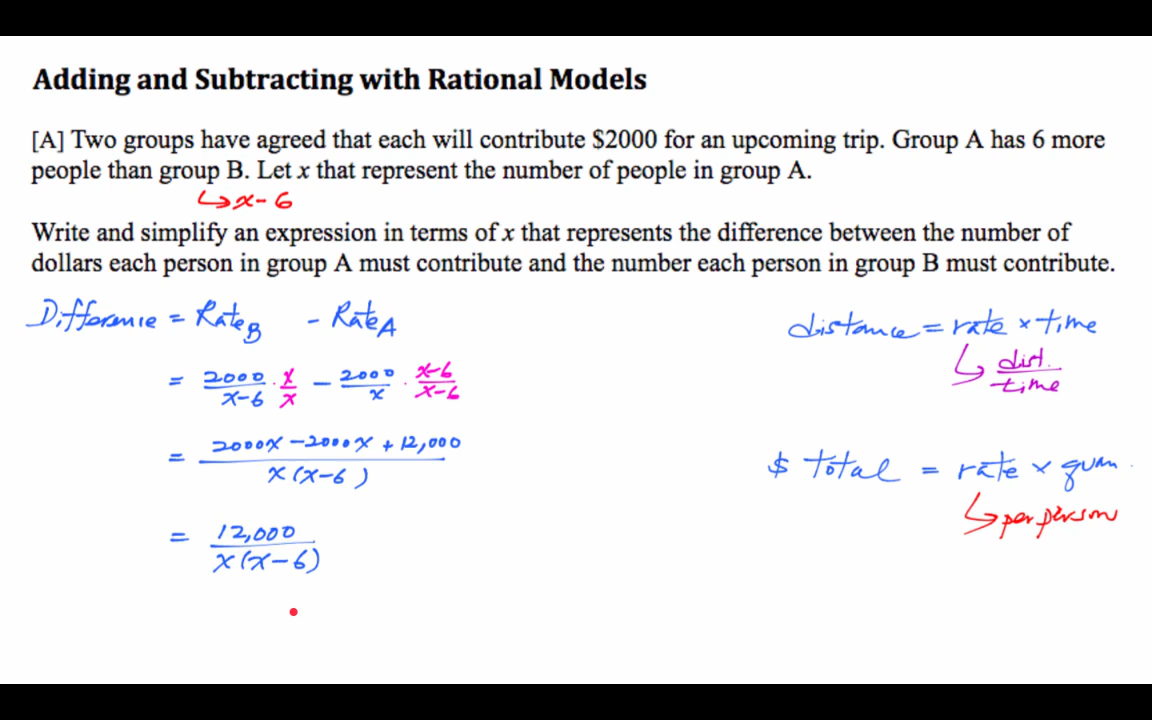 Adding and Subtracting with Rational Models
[A] Two groups have agreed that each will contribute $2000 for an upcoming trip. Group A has 6 more
people than group B. Let x that represent the number of people in group A.
↳ x - 6
Write and simplify an expression in terms of x that represents the difference between the number of
dollars each person in group A must contribute and the number each person in group B must contribute.
Difference = Rate_B - Rate_A
= 2000/(x-6) · x/x - 2000/x · (x-6)/(x-6)
= (2000x - 2000x + 12,000)/(x(x-6))
= 12,000/(x(x-6))
distance = rate × time
↳ dist./time
$ total = rate × quan.
↳ per person